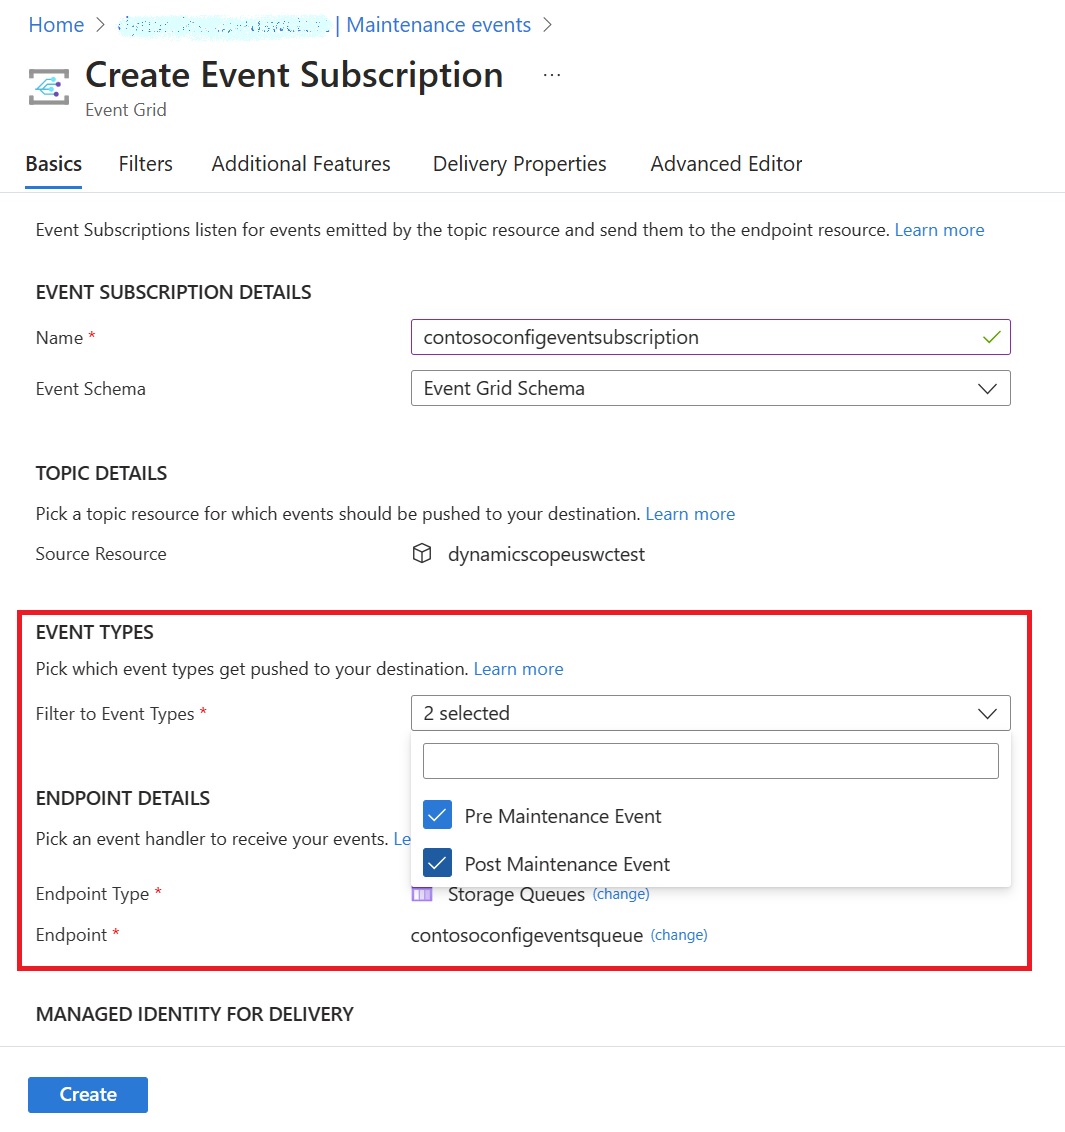 Home > | Maintenance events >
Create Event Subscription ...
Event Grid
Basics Filters Additional Features Delivery Properties Advanced Editor
Event Subscriptions listen for events emitted by the topic resource and send them to the endpoint resource. Learn more
EVENT SUBSCRIPTION DETAILS
Name * contosoconfigeventsubscription
Event Schema Event Grid Schema
TOPIC DETAILS
Pick a topic resource for which events should be pushed to your destination. Learn more
Source Resource dynamicscopeuswctest
EVENT TYPES
Pick which event types get pushed to your destination. Learn more
Filter to Event Types * 2 selected
Pre Maintenance Event
Post Maintenance Event
ENDPOINT DETAILS
Pick an event handler to receive your events. Le
Endpoint Type * Storage Queues (change)
Endpoint * contosoconfigeventsqueue (change)
MANAGED IDENTITY FOR DELIVERY
Create